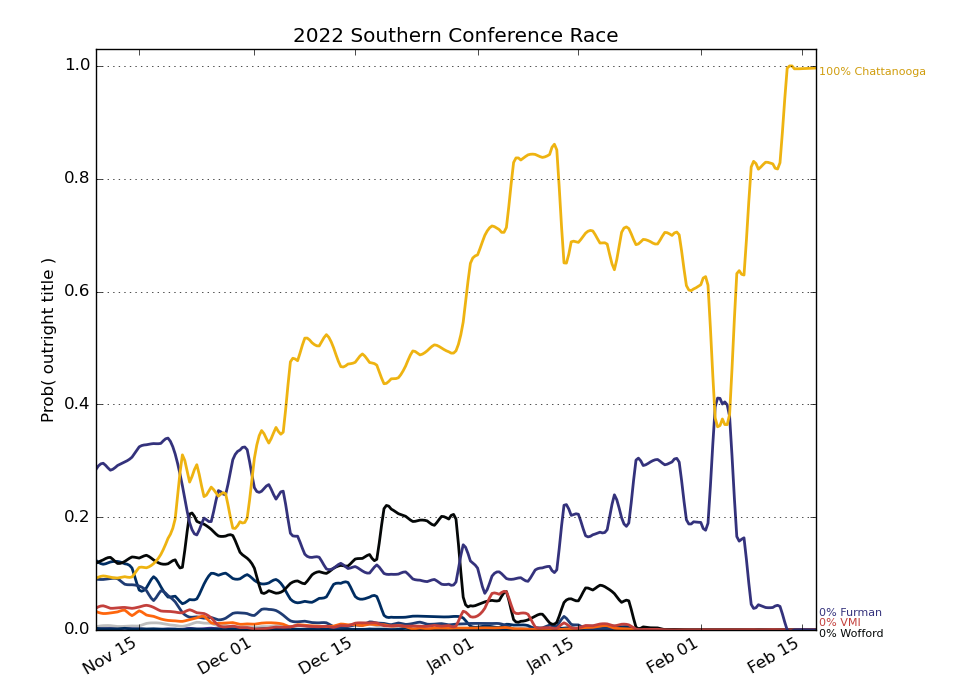 2022 Southern Conference Race
Prob( outright title )
1.0
0.8
0.6
0.4
0.2
0.0
Nov 15
Dec 01
Dec 15
Jan 01
Jan 15
Feb 01
Feb 15
100% Chattanooga
0% Furman
0% VMI
0% Wofford